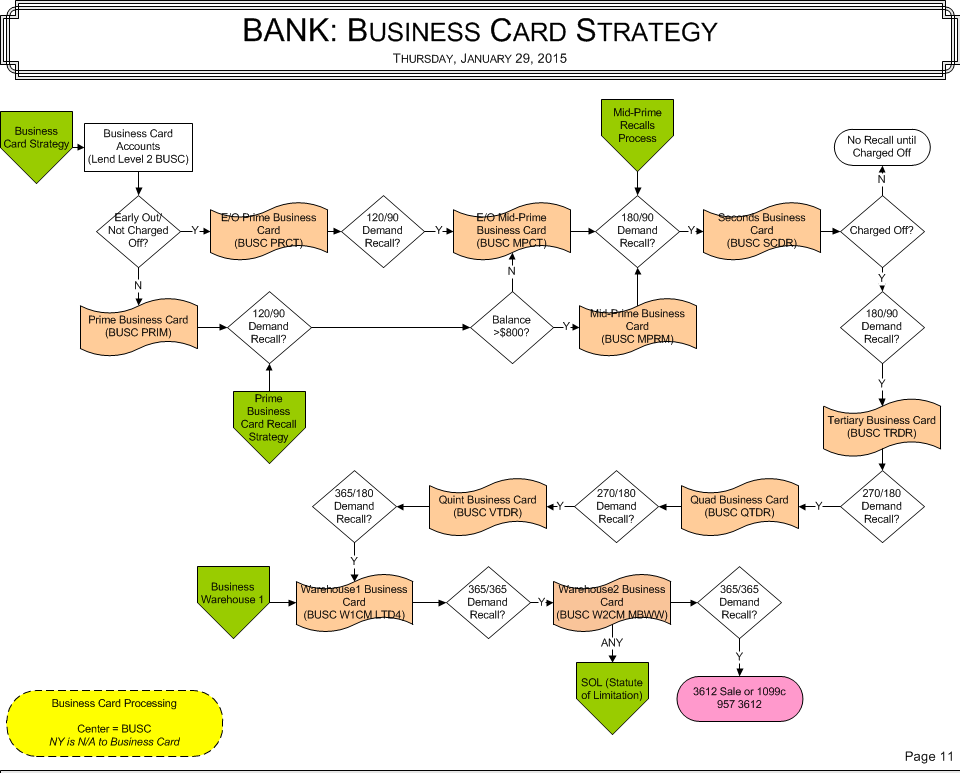 BANK: BUSINESS CARD STRATEGY
THURSDAY, JANUARY 29, 2015
Business
Card Strategy
Business Card
Accounts
(Lend Level 2 BUSC)
Mid-Prime
Recalls
Process
No Recall until
Charged Off
N
Early Out/
Not Charged
Off?
Y
E/O Prime Business
Card
(BUSC PRCT)
120/90
Demand
Recall?
Y
E/O Mid-Prime
Business Card
(BUSC MPCT)
180/90
Demand
Recall?
Y
Seconds Business
Card
(BUSC SCDR)
Charged Off?
N
N
Y
Prime Business Card
(BUSC PRIM)
120/90
Demand
Recall?
Balance
>$800?
Y
Mid-Prime Business
Card
(BUSC MPRM)
180/90
Demand
Recall?
Y
Prime
Business
Card Recall
Strategy
Tertiary Business Card
(BUSC TRDR)
365/180
Demand
Recall?
Quint Business Card
(BUSC VTDR)
Y
270/180
Demand
Recall?
Quad Business Card
(BUSC QTDR)
Y
270/180
Demand
Recall?
Y
Business
Warehouse 1
Warehouse1 Business
Card
(BUSC W1CM LTD4)
365/365
Demand
Recall?
Y
Warehouse2 Business
Card
(BUSC W2CM MBWW)
365/365
Demand
Recall?
ANY
Y
SOL (Statute
of Limitation)
3612 Sale or 1099c
957 3612
Business Card Processing
Center = BUSC
NY is N/A to Business Card
Page 11